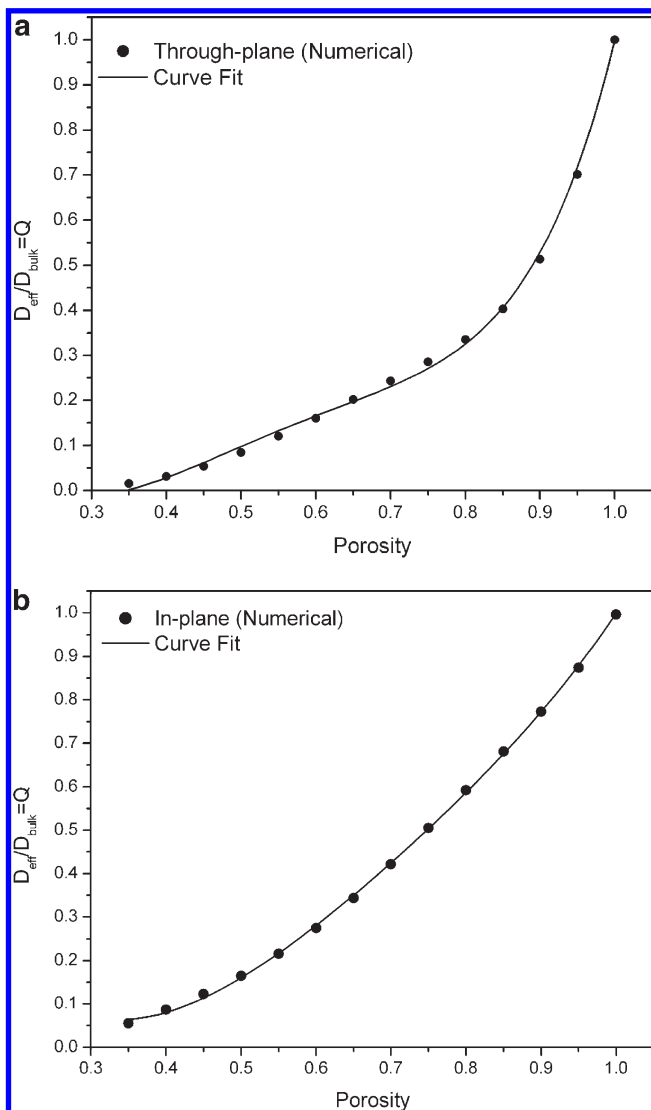 a
Through-plane (Numerical)
Curve Fit
1.0
0.9
0.8
0.7
0.6
0.5
0.4
0.3
0.2
0.1
0.0
D_eff/D_bulk=Q
0.3 0.4 0.5 0.6 0.7 0.8 0.9 1.0
Porosity
b
In-plane (Numerical)
Curve Fit
1.0
0.9
0.8
0.7
0.6
0.5
0.4
0.3
0.2
0.1
0.0
D_eff/D_bulk=Q
0.3 0.4 0.5 0.6 0.7 0.8 0.9 1.0
Porosity